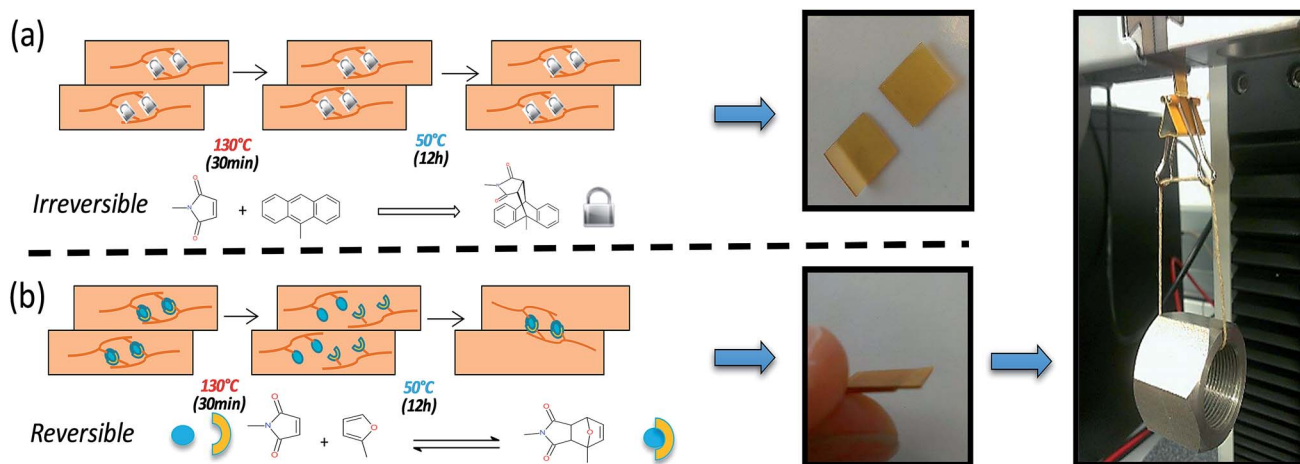 (a)
130°C
(30min)
50°C
(12h)
Irreversible
O
N
O
+
O
N
O
(b)
130°C
(30min)
50°C
(12h)
Reversible
O
N
O
+
O
O
N
O
O